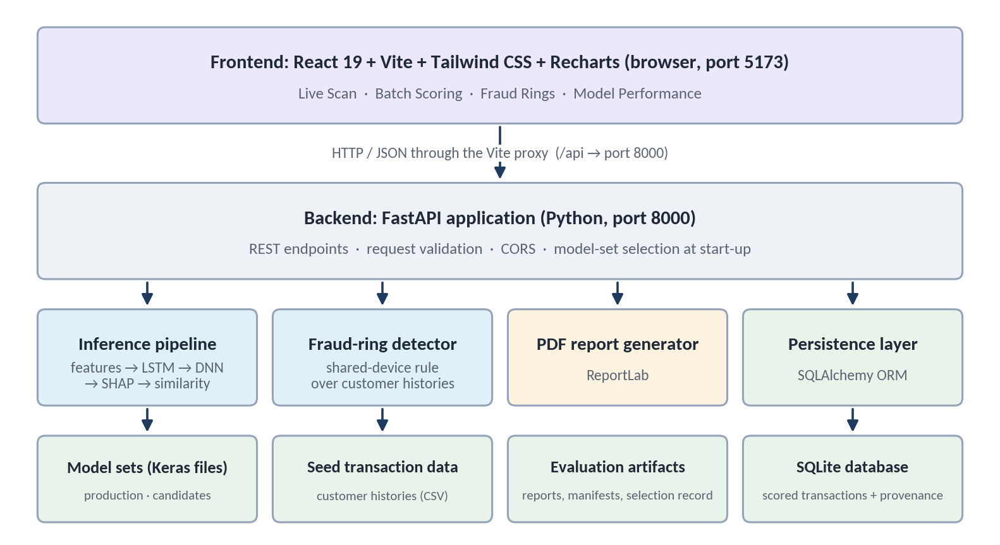 Frontend: React 19 + Vite + Tailwind CSS + Recharts (browser, port 5173)
Live Scan · Batch Scoring · Fraud Rings · Model Performance
HTTP / JSON through the Vite proxy (/api → port 8000)
Backend: FastAPI application (Python, port 8000)
REST endpoints · request validation · CORS · model-set selection at start-up
Inference pipeline
features → LSTM → DNN
→ SHAP → similarity
Fraud-ring detector
shared-device rule
over customer histories
PDF report generator
ReportLab
Persistence layer
SQLAlchemy ORM
Model sets (Keras files)
production · candidates
Seed transaction data
customer histories (CSV)
Evaluation artifacts
reports, manifests, selection record
SQLite database
scored transactions + provenance